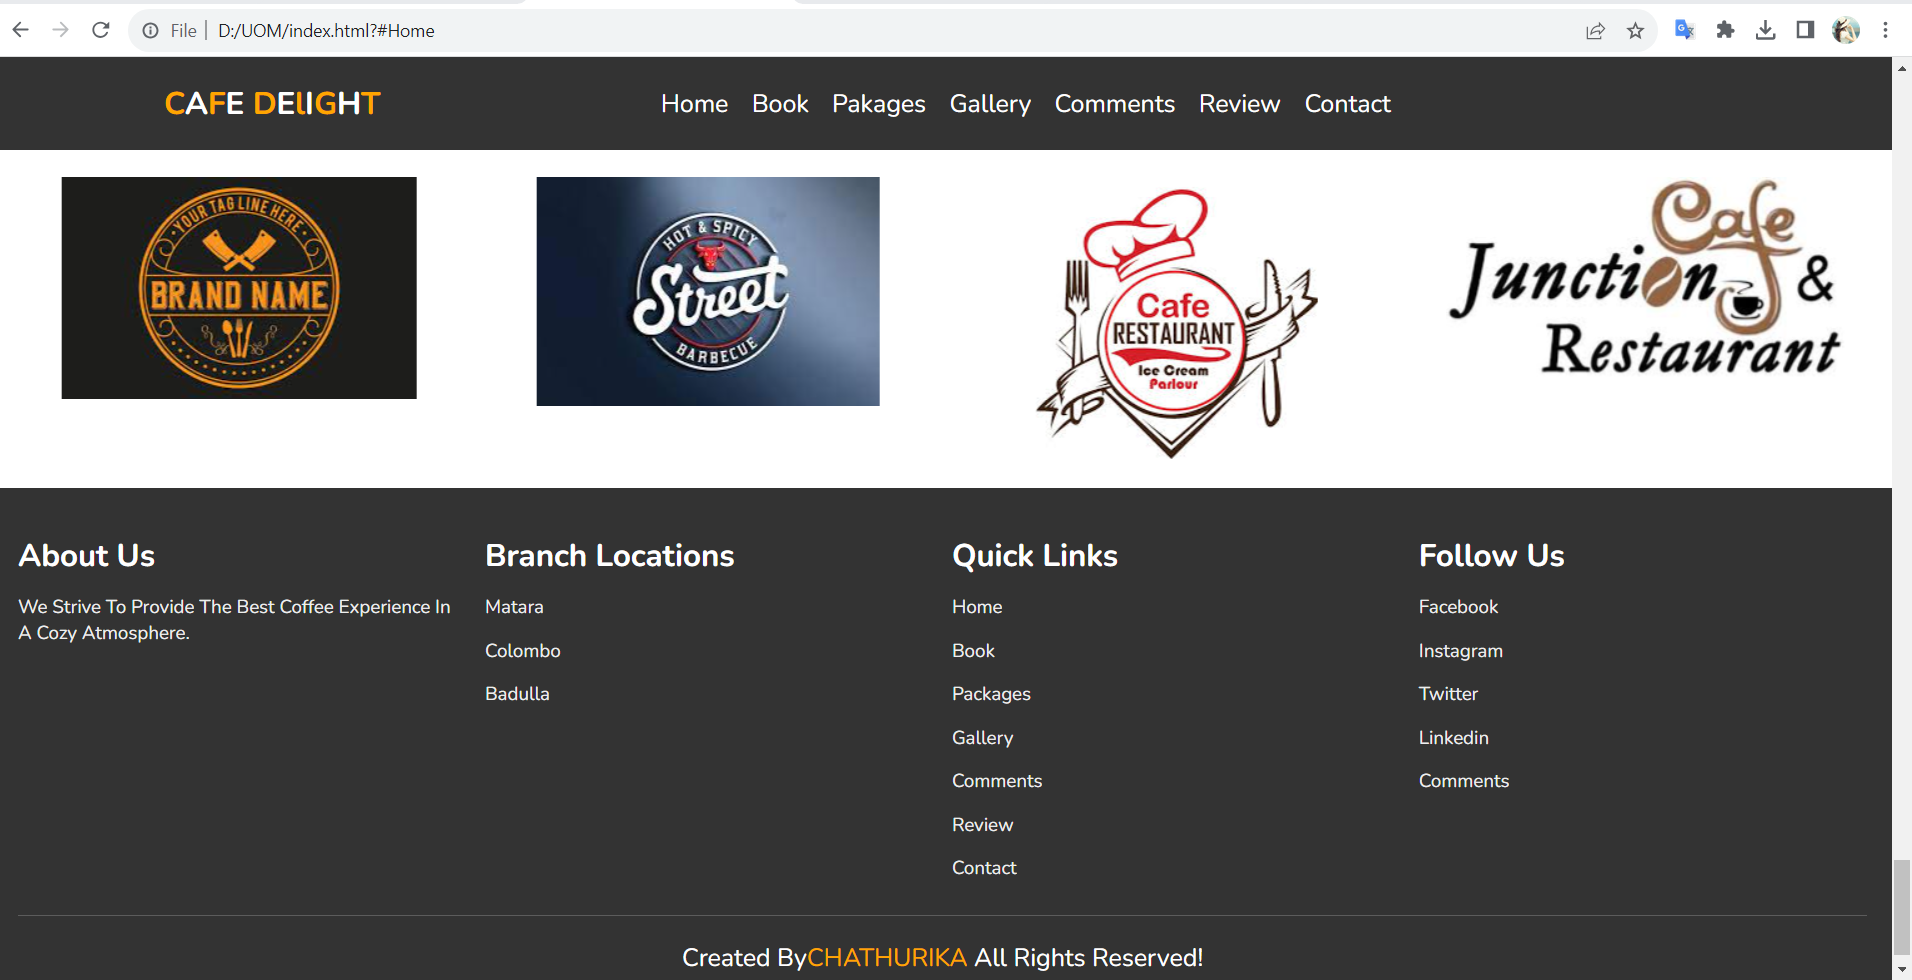 File D:/UOM/index.html?#Home
CAFE DElIGHT
Home Book Pakages Gallery Comments Review Contact
YOUR TAG LINE HERE
BRAND NAME
HOT & SPICY
Street
BARBECUE
Cafe
RESTAURANT
Ice Cream
Parlour
Cafe
Junction &
Restaurant
About Us
We Strive To Provide The Best Coffee Experience In
A Cozy Atmosphere.
Branch Locations
Matara
Colombo
Badulla
Quick Links
Home
Book
Packages
Gallery
Comments
Review
Contact
Follow Us
Facebook
Instagram
Twitter
Linkedin
Comments
Created ByCHATHURIKA All Rights Reserved!